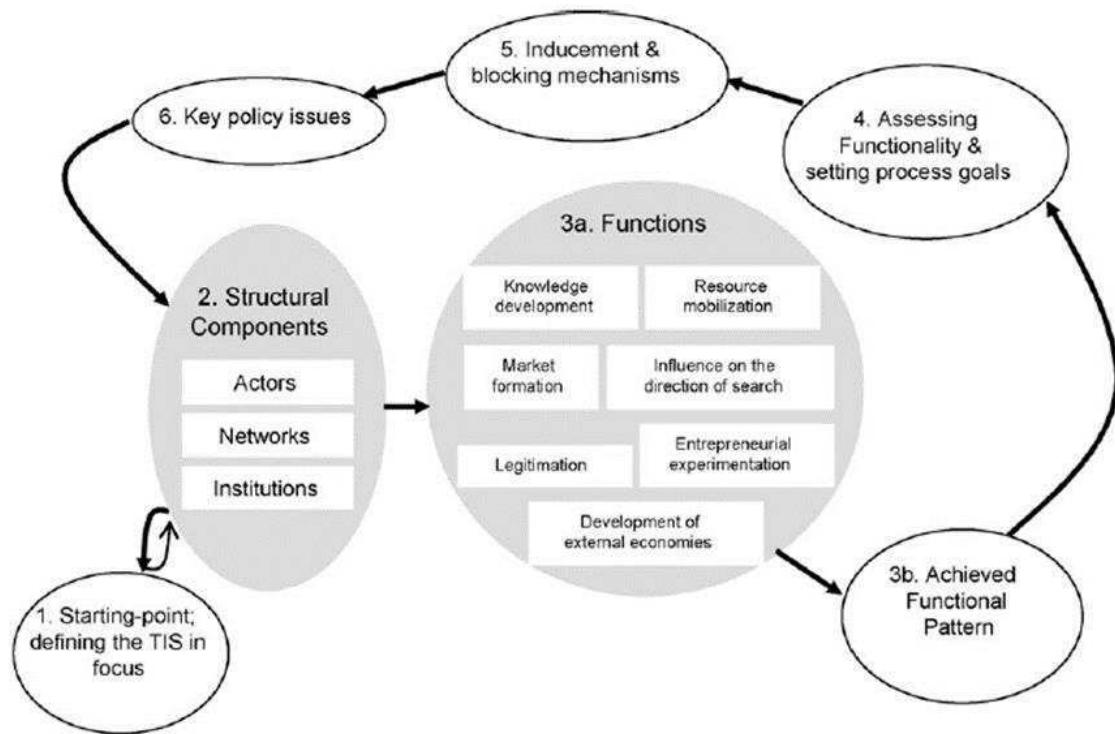 5. Inducement &
blocking mechanisms
6. Key policy issues
4. Assessing
Functionality &
setting process goals
3a. Functions
Knowledge
development
Resource
mobilization
2. Structural
Components
Market
formation
Influence on the
direction of search
Actors
Networks
Institutions
Legitimation
Entrepreneurial
experimentation
Development of
external economies
3b. Achieved
Functional
Pattern
1. Starting-point;
defining the TIS in
focus